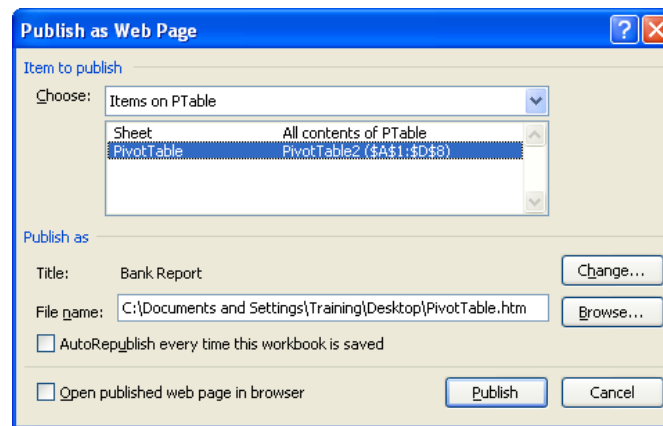 Publish as Web Page
Item to publish
Choose: Items on PTable
Sheet All contents of PTable
PivotTable PivotTable2 ($A$1:$D$8)
Publish as
Title: Bank Report Change...
File name: C:\Documents and Settings\Training\Desktop\PivotTable.htm Browse...
AutoRepublish every time this workbook is saved
Open published web page in browser Publish Cancel